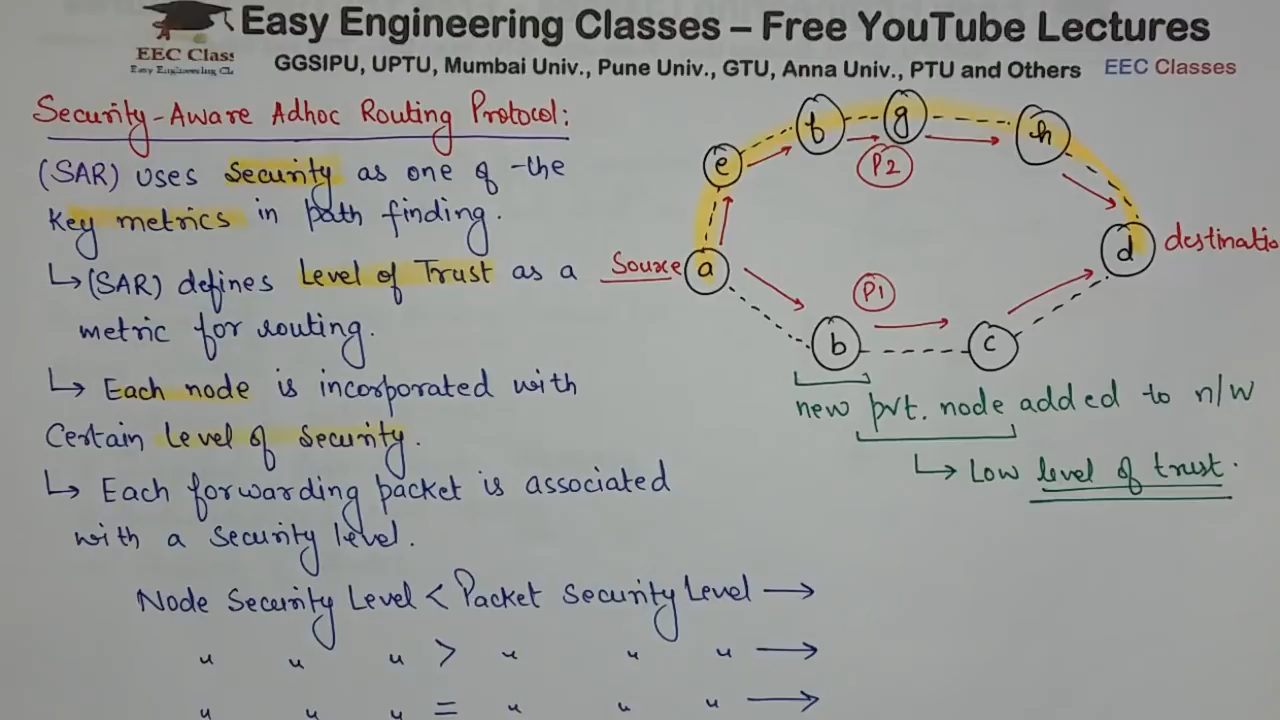 Easy Engineering Classes – Free YouTube Lectures
EEC Class
Easy Engineering Cla
GGSIPU, UPTU, Mumbai Univ., Pune Univ., GTU, Anna Univ., PTU and Others
EEC Classes
Security-Aware Adhoc Routing Protocol:
(SAR) uses Security as one of the
key metrics in path finding.
↳ (SAR) defines Level of Trust as a
metric for routing.
↳ Each node is incorporated with
Certain level of security.
↳ Each forwarding packet is associated
with a security level.
Node Security Level < Packet Security Level →
" " " > " " " →
" " " = " " " →
f g h
e
P2
Source a
d destinatio
P1
b c
new pvt. node added to n/w
↳ Low level of trust.